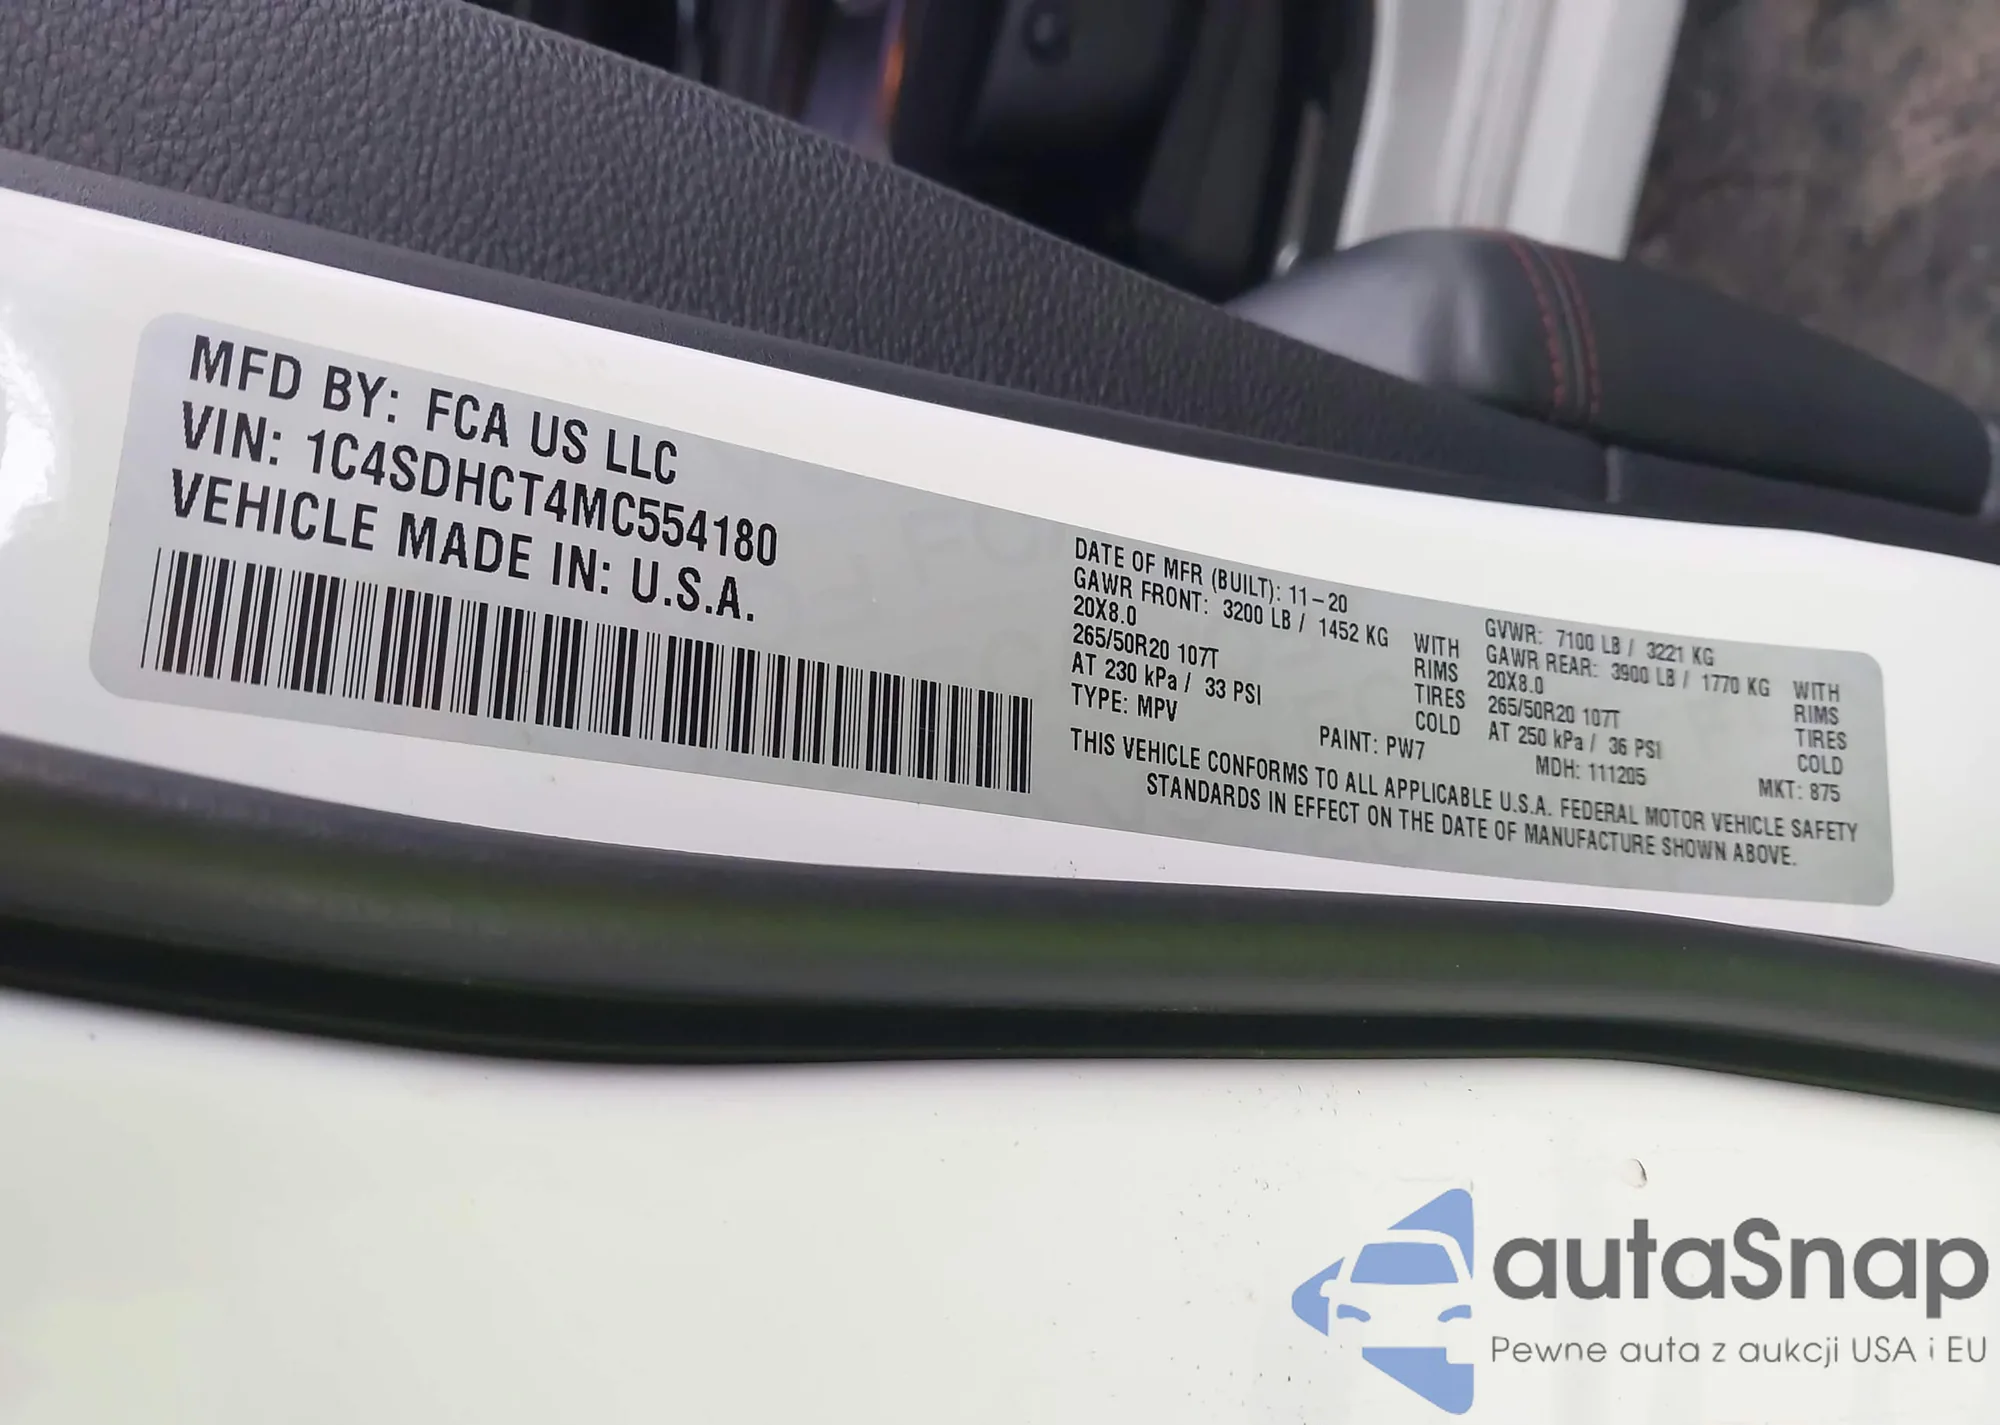 MFD BY: FCA US LLC
VIN: 1C4SDHCT4MC554180
VEHICLE MADE IN: U.S.A.
DATE OF MFR (BUILT): 11-20
GAWR FRONT: 3200 LB / 1452 KG WITH
20X8.0 RIMS
265/50R20 107T TIRES
AT 230 kPa / 33 PSI COLD
TYPE: MPV PAINT: PW7
GVWR: 7100 LB / 3221 KG
GAWR REAR: 3900 LB / 1770 KG WITH
20X8.0 RIMS
265/50R20 107T TIRES
AT 250 kPa / 36 PSI COLD
MDH: 111205 MKT: 875
THIS VEHICLE CONFORMS TO ALL APPLICABLE U.S.A. FEDERAL MOTOR VEHICLE SAFETY
STANDARDS IN EFFECT ON THE DATE OF MANUFACTURE SHOWN ABOVE.
autaSnap
Pewne auta z aukcji USA i EU